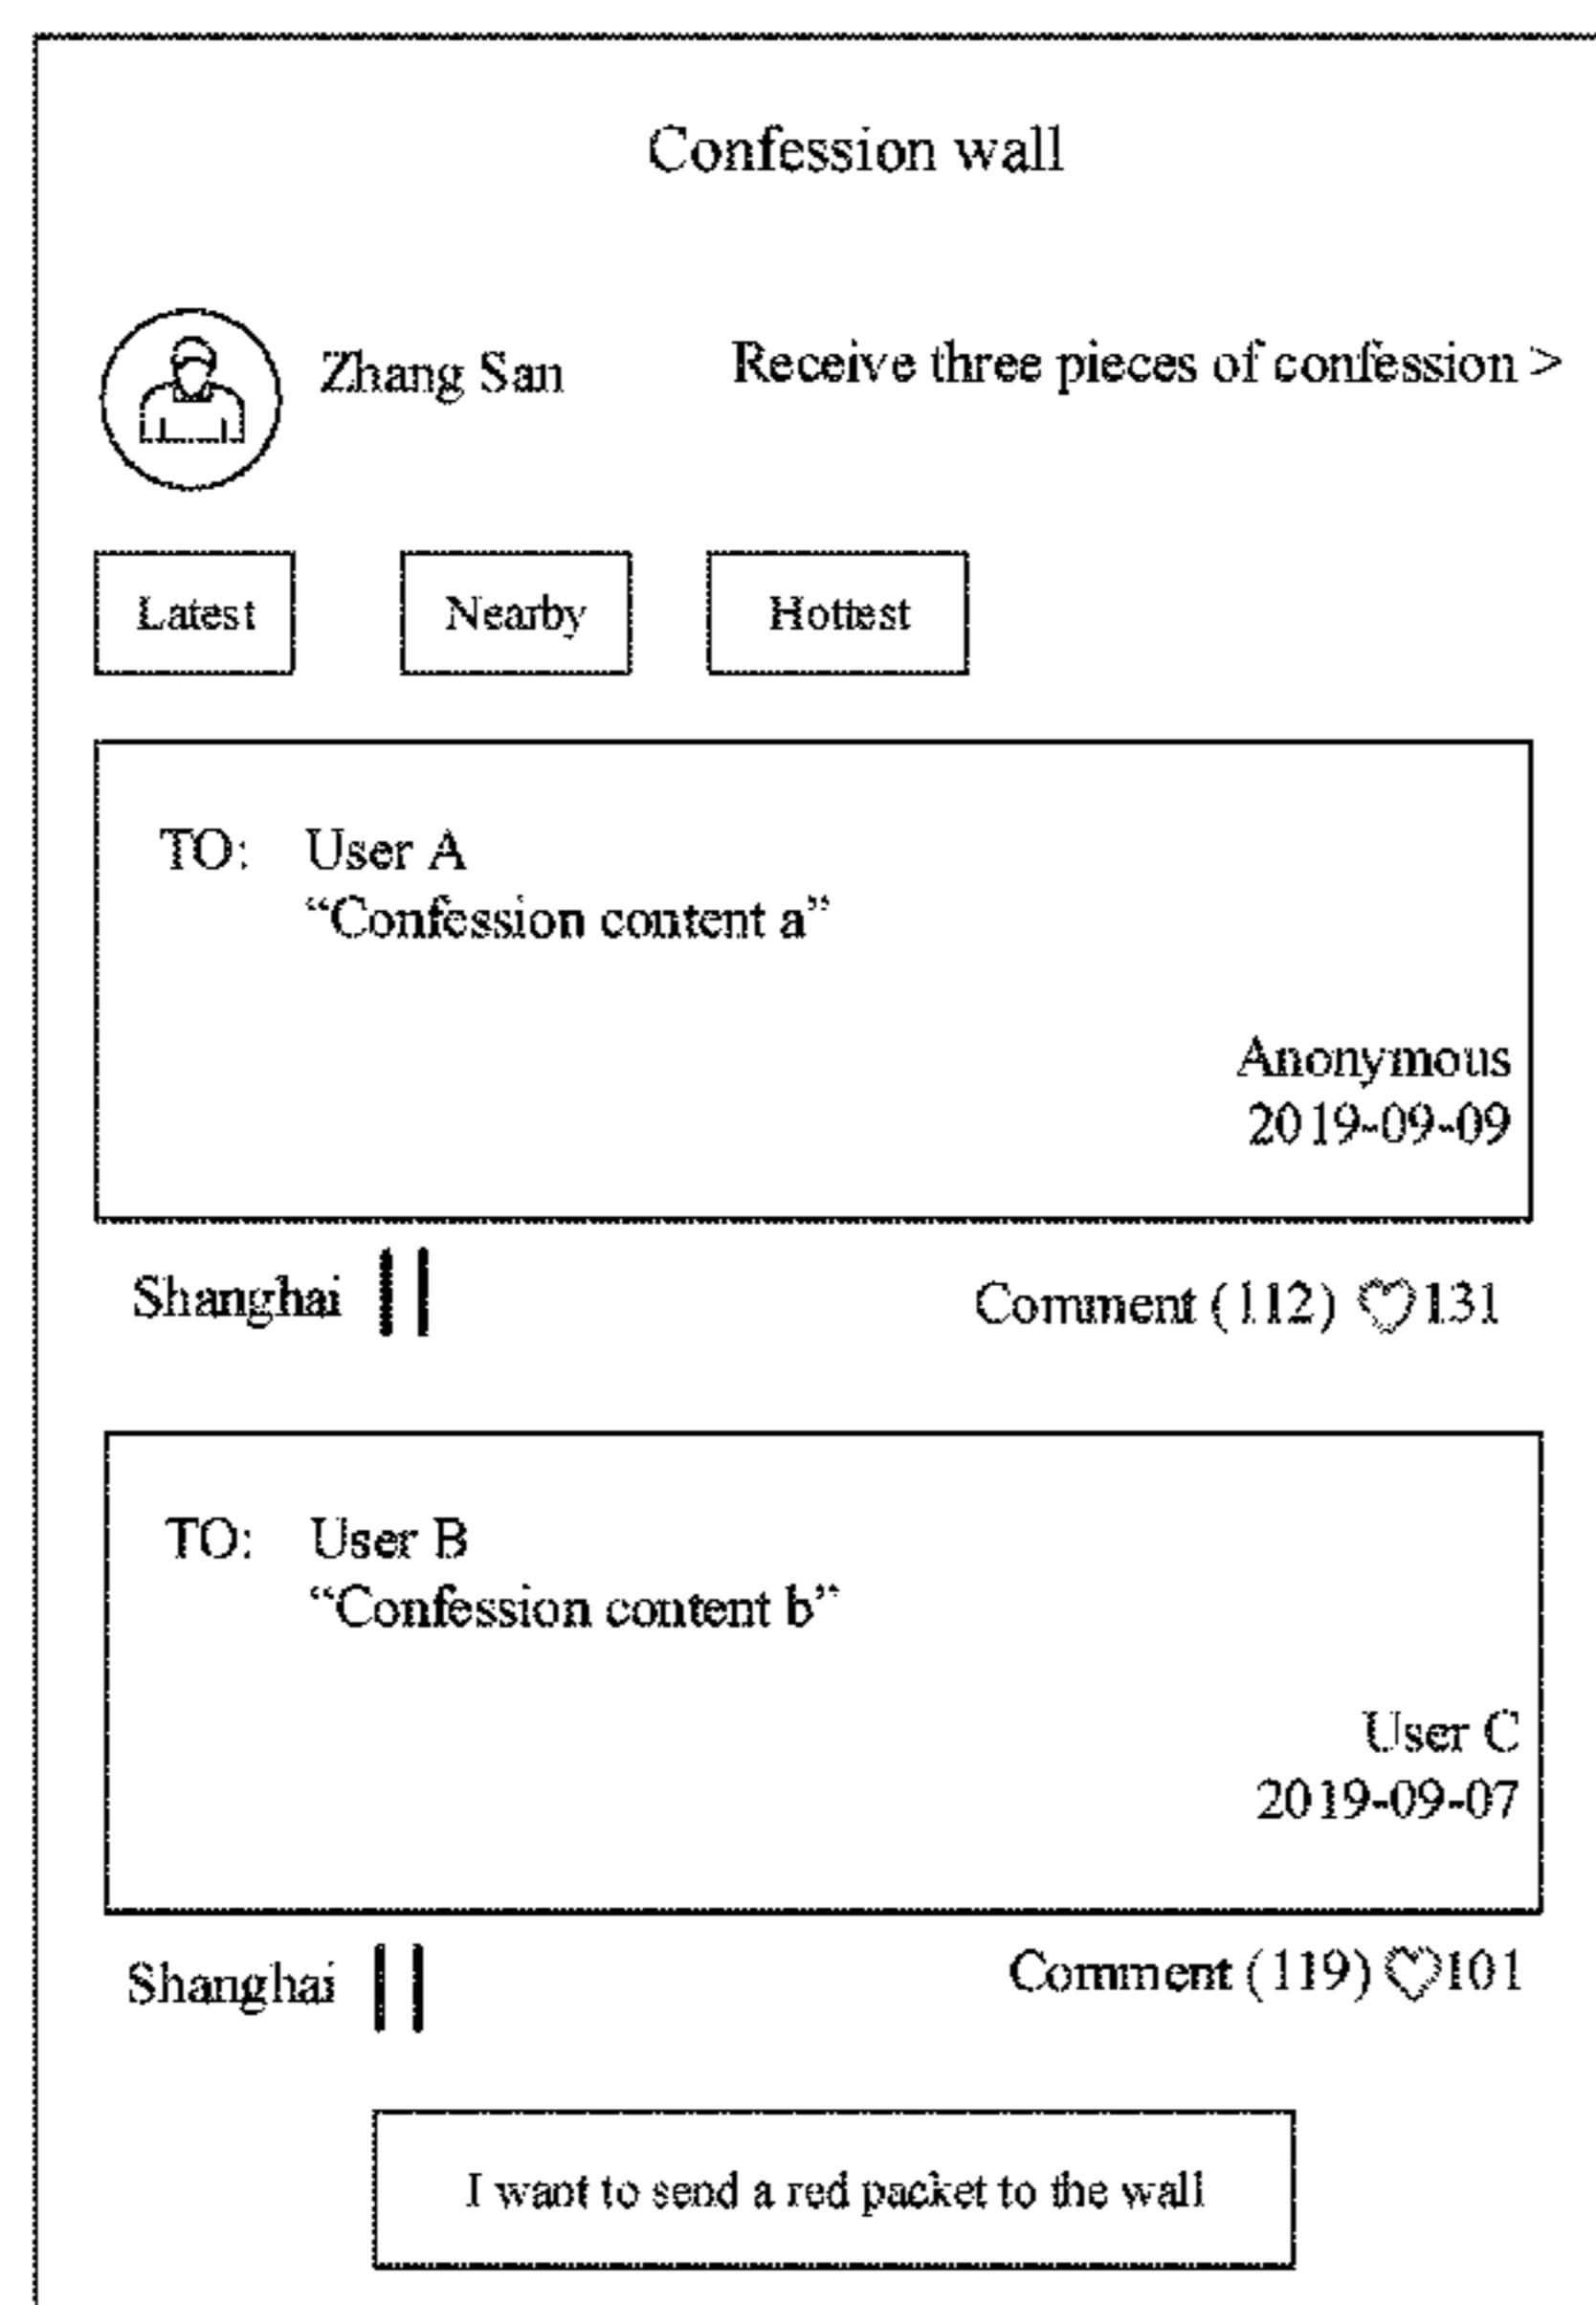 Confession wall
Zhang San
Receive three pieces of confession >
Latest
Nearby
Hottest
TO: User A
“Confession content a”
Anonymous
2019-09-09
Shanghai
Comment (112) ♡131
TO: User B
“Confession content b”
User C
2019-09-07
Shanghai
Comment (119) ♡101
I want to send a red packet to the wall